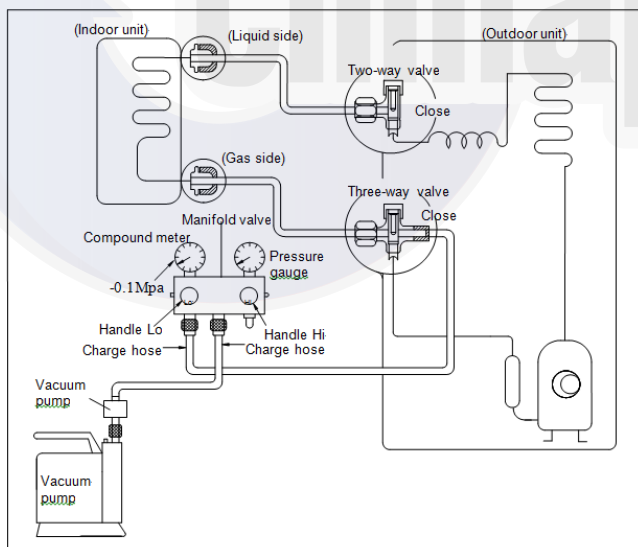 (Indoor unit)
(Liquid side)
(Outdoor unit)
Two-way valve
Close
(Gas side)
Three-way valve
Close
Manifold valve
Compound meter
Pressure
gauge
-0.1Mpa
Handle Lo
Handle Hi
Charge hose
Charge hose
Vacuum
pump
Vacuum
pump